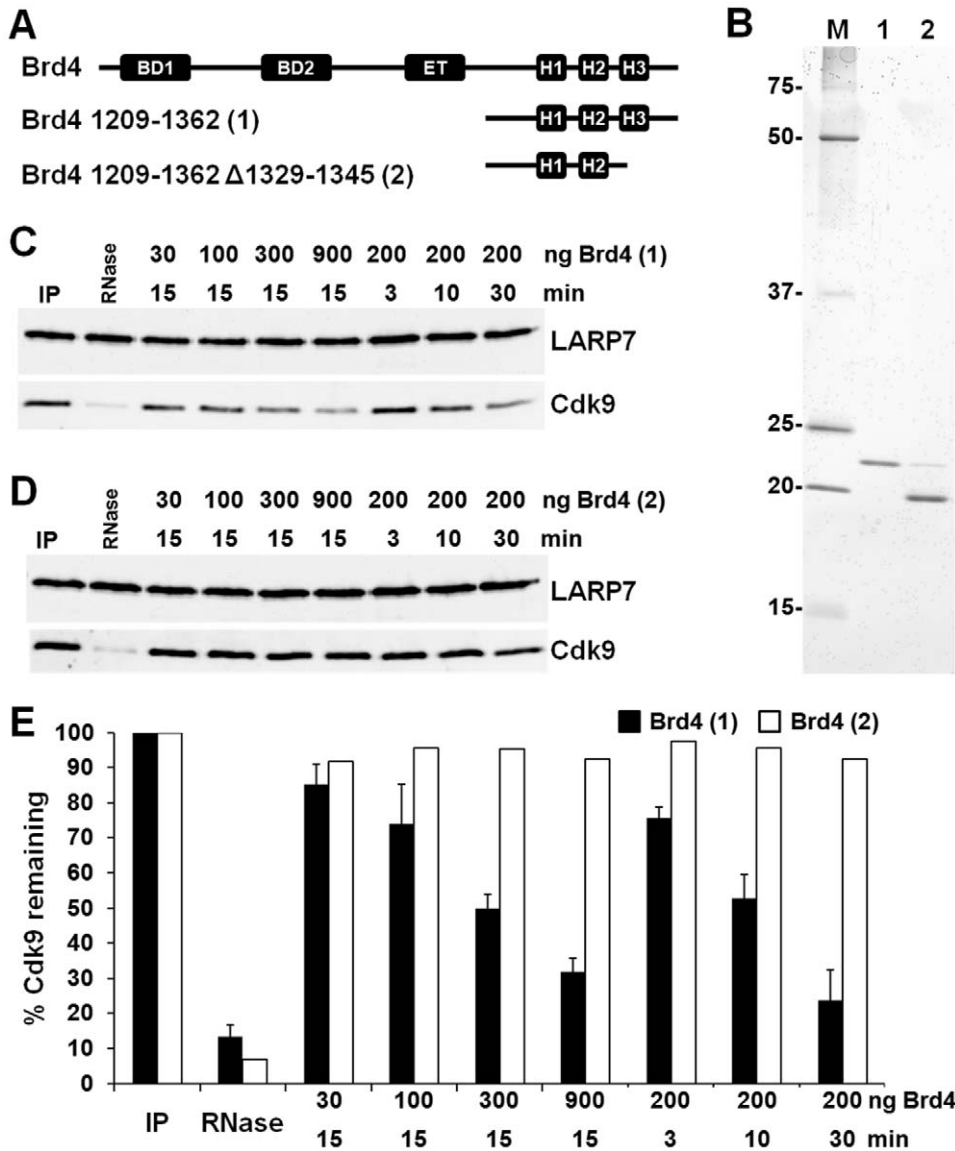 A
Brd4 BD1 BD2 ET H1 H2 H3
Brd4 1209-1362 (1) H1 H2 H3
Brd4 1209-1362 Δ1329-1345 (2) H1 H2
B
M 1 2
75-
50-
37-
25-
20-
15-
C
30 100 300 900 200 200 200 ng Brd4 (1)
IP RNase 15 15 15 15 3 10 30 min
LARP7
Cdk9
D
30 100 300 900 200 200 200 ng Brd4 (2)
IP RNase 15 15 15 15 3 10 30 min
LARP7
Cdk9
E
Brd4 (1) Brd4 (2)
% Cdk9 remaining
100
90
80
70
60
50
40
30
20
10
0
IP RNase 30 100 300 900 200 200 200 ng Brd4
15 15 15 15 3 10 30 min